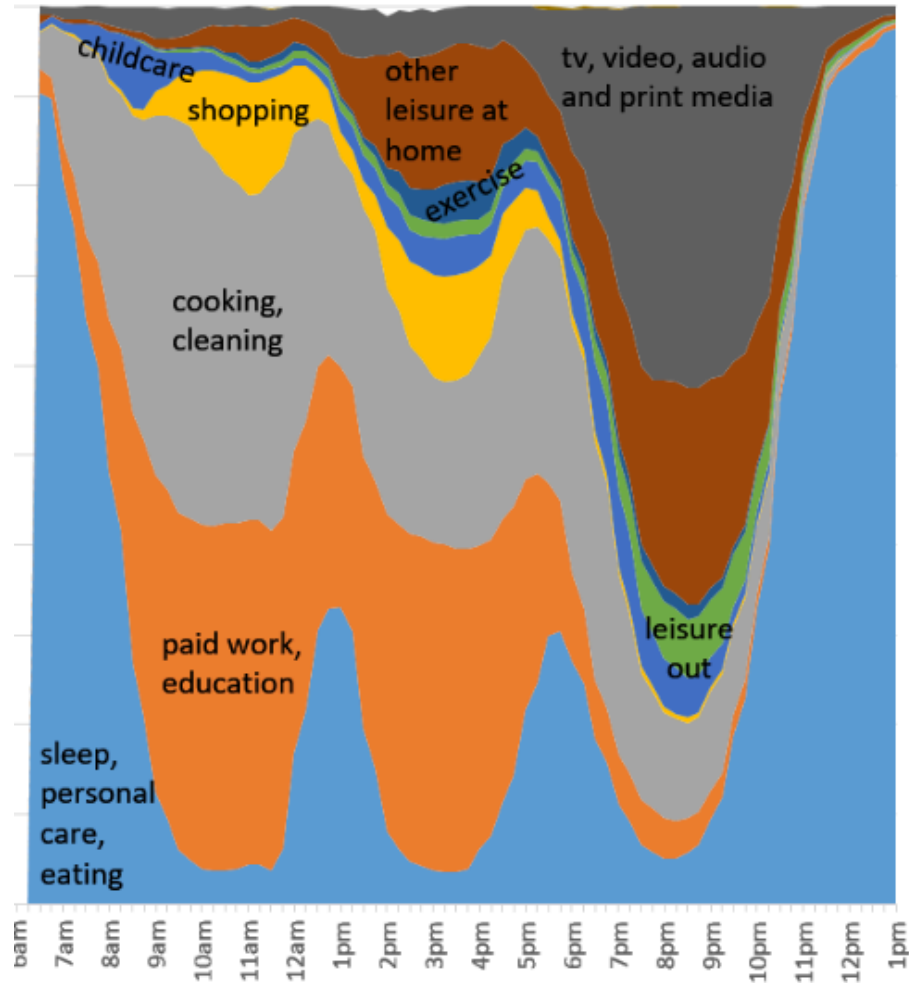 childcare
shopping
other
leisure at
home
tv, video, audio
and print media
exercise
cooking,
cleaning
paid work,
education
leisure
out
sleep,
personal
care,
eating
6am
7am
8am
9am
10am
11am
12am
1pm
2pm
3pm
4pm
5pm
6pm
7pm
8pm
9pm
10pm
11pm
12pm
1pm